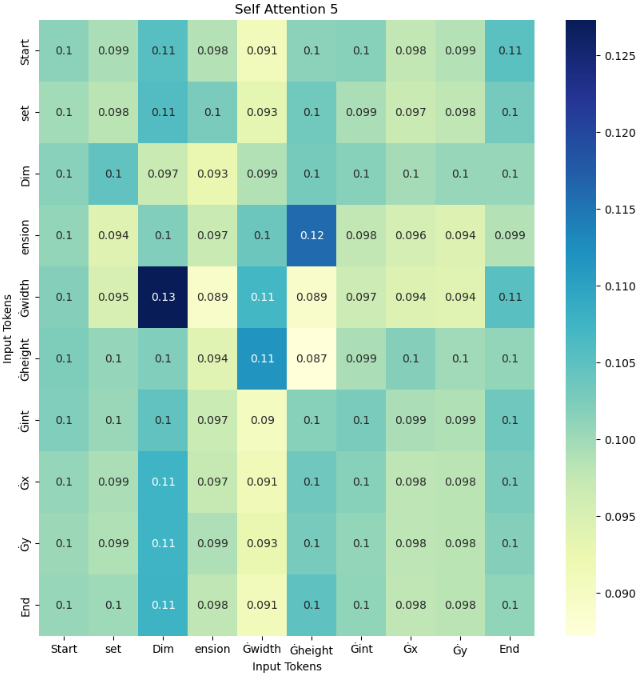 Self Attention 5
Start 0.1 0.099 0.11 0.098 0.091 0.1 0.1 0.098 0.099 0.11
set 0.1 0.098 0.11 0.1 0.093 0.1 0.099 0.097 0.098 0.1
Dim 0.1 0.1 0.097 0.093 0.099 0.1 0.1 0.1 0.1 0.1
ension 0.1 0.094 0.1 0.097 0.1 0.12 0.098 0.096 0.094 0.099
Ġwidth 0.1 0.095 0.13 0.089 0.11 0.089 0.097 0.094 0.094 0.11
Ġheight 0.1 0.1 0.1 0.094 0.11 0.087 0.099 0.1 0.1 0.1
Ġint 0.1 0.1 0.1 0.097 0.09 0.1 0.1 0.099 0.099 0.1
Ġx 0.1 0.099 0.11 0.097 0.091 0.1 0.1 0.098 0.098 0.1
Ġy 0.1 0.099 0.11 0.099 0.093 0.1 0.1 0.098 0.098 0.1
End 0.1 0.1 0.11 0.098 0.091 0.1 0.1 0.098 0.098 0.1
Start set Dim ension Ġwidth Ġheight Ġint Ġx Ġy End
Input Tokens
Input Tokens
0.125
0.120
0.115
0.110
0.105
0.100
0.095
0.090